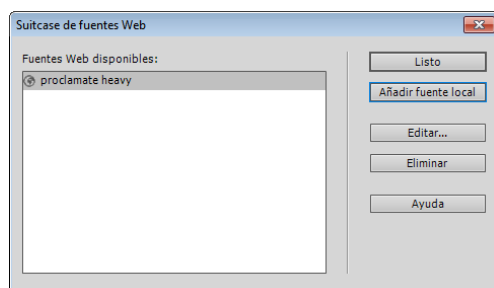 Suitcase de fuentes Web
Fuentes Web disponibles:
proclamate heavy
Listo
Añadir fuente local
Editar...
Eliminar
Ayuda